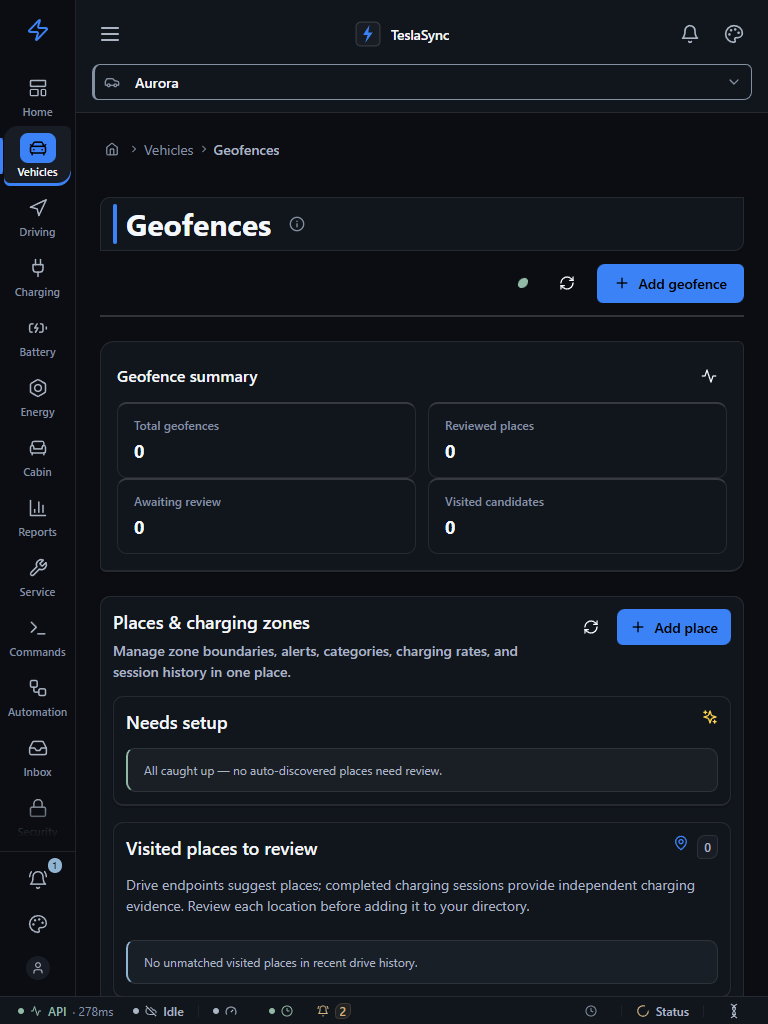 TeslaSync
Aurora
Home
Vehicles
Driving
Charging
Battery
Energy
Cabin
Reports
Service
Commands
Automation
Inbox
Security
1
Vehicles
Geofences
Geofences
Add geofence
Geofence summary
Total geofences
0
Reviewed places
0
Awaiting review
0
Visited candidates
0
Places & charging zones
Add place
Manage zone boundaries, alerts, categories, charging rates, and
session history in one place.
Needs setup
All caught up — no auto-discovered places need review.
Visited places to review
0
Drive endpoints suggest places; completed charging sessions provide independent charging
evidence. Review each location before adding it to your directory.
No unmatched visited places in recent drive history.
API · 278ms
Idle
2
Status